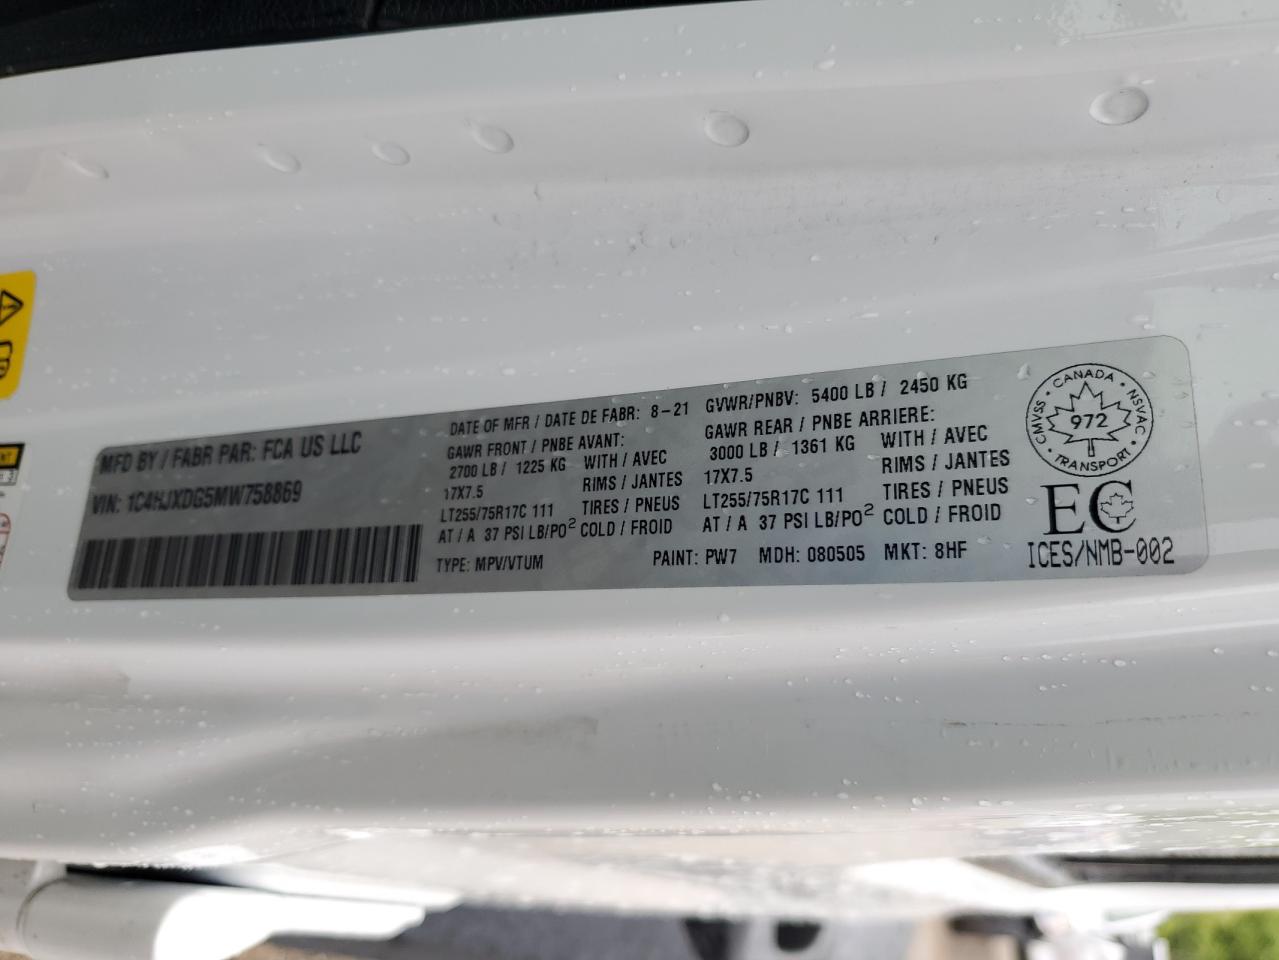 MFD BY / FABR PAR: FCA US LLC
VIN: 1C4HJXDG5MW758869
DATE OF MFR / DATE DE FABR: 8-21
GVWR/PNBV: 5400 LB / 2450 KG
GAWR FRONT / PNBE AVANT:
2700 LB / 1225 KG WITH / AVEC
17X7.5 RIMS / JANTES
LT255/75R17C 111 TIRES / PNEUS
AT / A 37 PSI LB/PO2 COLD / FROID
GAWR REAR / PNBE ARRIERE:
3000 LB / 1361 KG WITH / AVEC
17X7.5 RIMS / JANTES
LT255/75R17C 111 TIRES / PNEUS
AT / A 37 PSI LB/PO2 COLD / FROID
TYPE: MPV/VTUM PAINT: PW7 MDH: 080505 MKT: 8HF
CMVSS · CANADA · NSVAC · TRANSPORT ·
972
EC
ICES/NMB-002